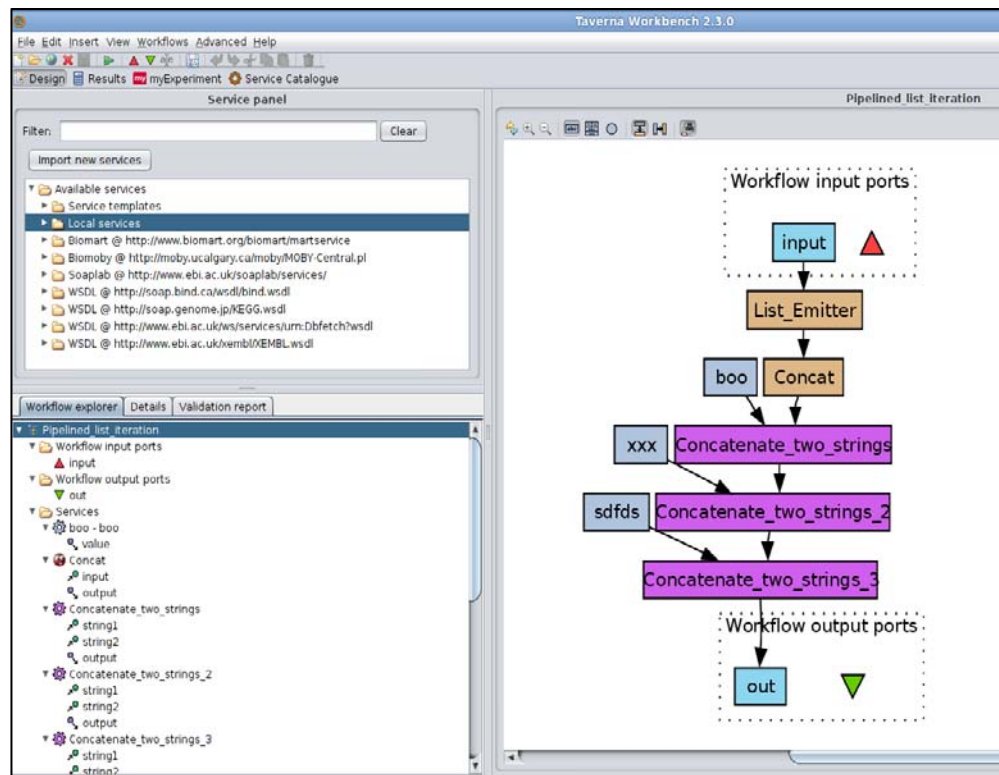 Taverna Workbench 2.3.0
File Edit Insert View Workflows Advanced Help
Design Results my myExperiment Service Catalogue
Service panel
Filter: Clear
Import new services
Available services
Service templates
Local services
Biomart @ http://www.biomart.org/biomart/martservice
Biomoby @ http://moby.ucalgary.ca/moby/MOBY-Central.pl
Soaplab @ http://www.ebi.ac.uk/soaplab/services/
WSDL @ http://soap.bind.ca/wsdl/bind.wsdl
WSDL @ http://soap.genome.jp/KEGG.wsdl
WSDL @ http://www.ebi.ac.uk/ws/services/urn:Dbfetch?wsdl
WSDL @ http://www.ebi.ac.uk/xembl/XEMBL.wsdl
Workflow explorer Details Validation report
Pipelined_list_iteration
Workflow input ports
input
Workflow output ports
out
Services
boo - boo
value
Concat
input
output
Concatenate_two_strings
string1
string2
output
Concatenate_two_strings_2
string1
string2
output
Concatenate_two_strings_3
string1
string2
Pipelined_list_iteration
Workflow input ports
input
List_Emitter
boo Concat
xxx Concatenate_two_strings
sdfds Concatenate_two_strings_2
Concatenate_two_strings_3
Workflow output ports
out